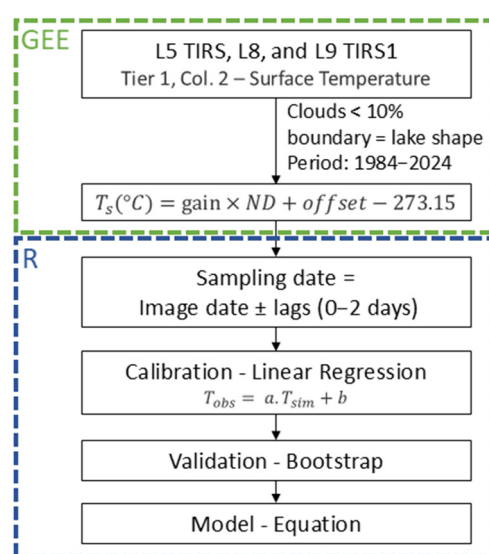 GEE
L5 TIRS, L8, and L9 TIRS1
Tier 1, Col. 2 – Surface Temperature
Clouds < 10%
boundary = lake shape
Period: 1984–2024
T_s(°C) = gain × ND + offset − 273.15
R
Sampling date =
Image date ± lags (0–2 days)
Calibration - Linear Regression
T_obs = a.T_sim + b
Validation - Bootstrap
Model - Equation